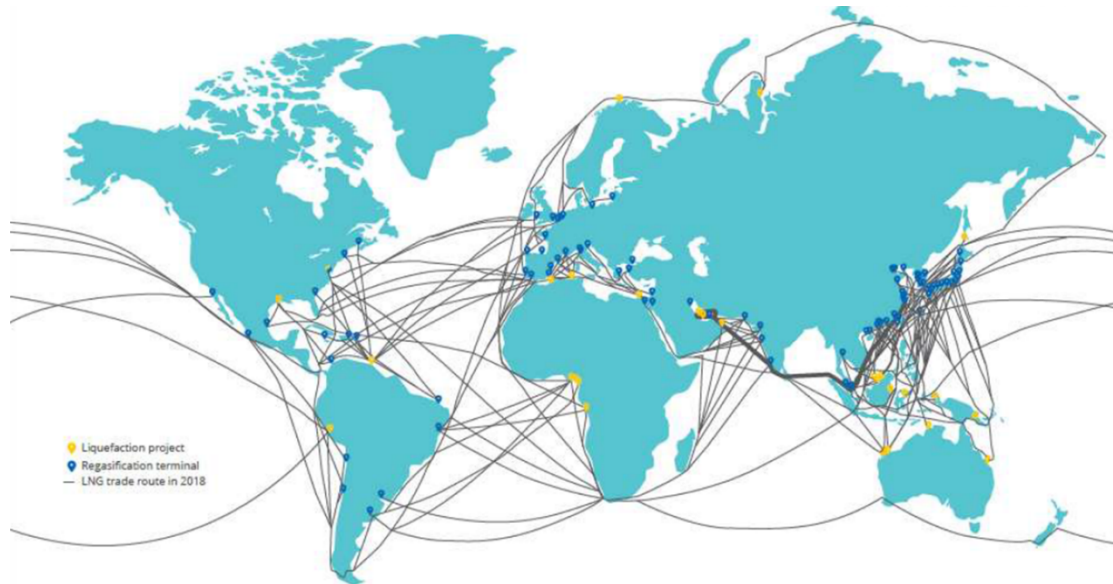 Liquefaction project
Regasification terminal
LNG trade route in 2018